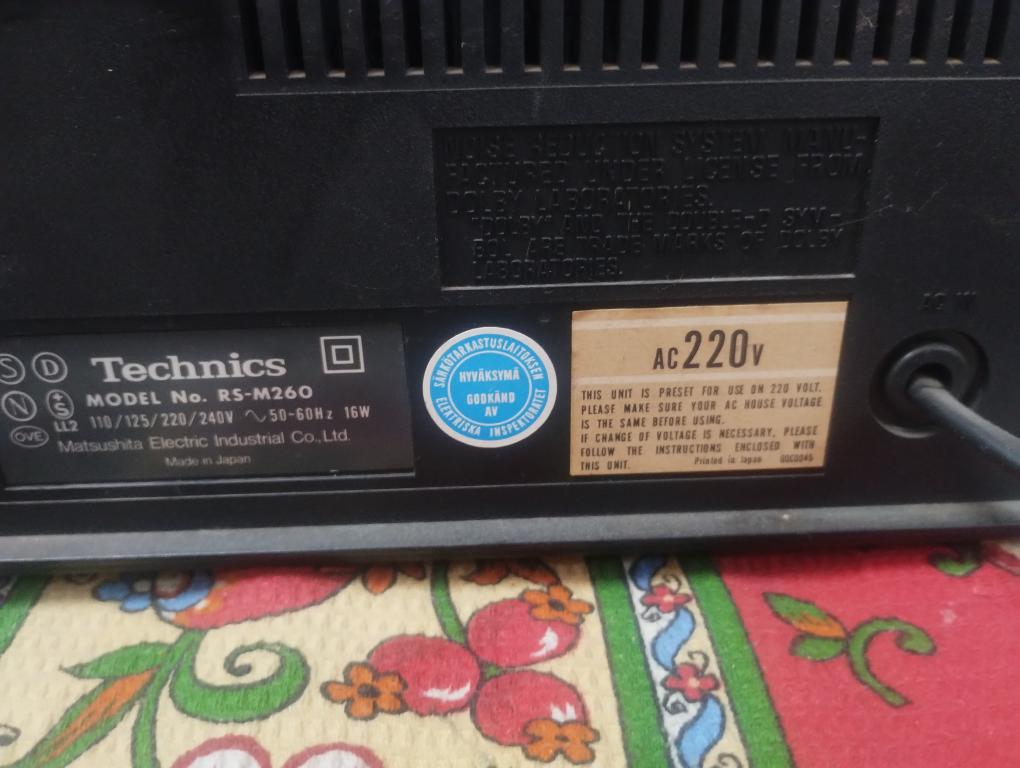 NOISE REDUCTION SYSTEM MANU-
FACTURED UNDER LICENSE FROM
DOLBY LABORATORIES.
"DOLBY" AND THE DOUBLE-D SYM-
BOL ARE TRADE MARKS OF DOLBY
LABORATORIES.
AC IN
S D
Technics
N S
MODEL No. RS-M260
LL2 110/125/220/240V ~50-60Hz 16W
OVE
Matsushita Electric Industrial Co.,Ltd.
Made in Japan
SÄHKÖTARKASTUSLAITOKSEN
HYVÄKSYMÄ
GODKÄND
AV
ELEKTRISKA INSPEKTORATET
AC 220V
THIS UNIT IS PRESET FOR USE ON 220 VOLT.
PLEASE MAKE SURE YOUR AC HOUSE VOLTAGE
IS THE SAME BEFORE USING.
IF CHANGE OF VOLTAGE IS NECESSARY, PLEASE
FOLLOW THE INSTRUCTIONS ENCLOSED WITH
THIS UNIT. Printed in Japan